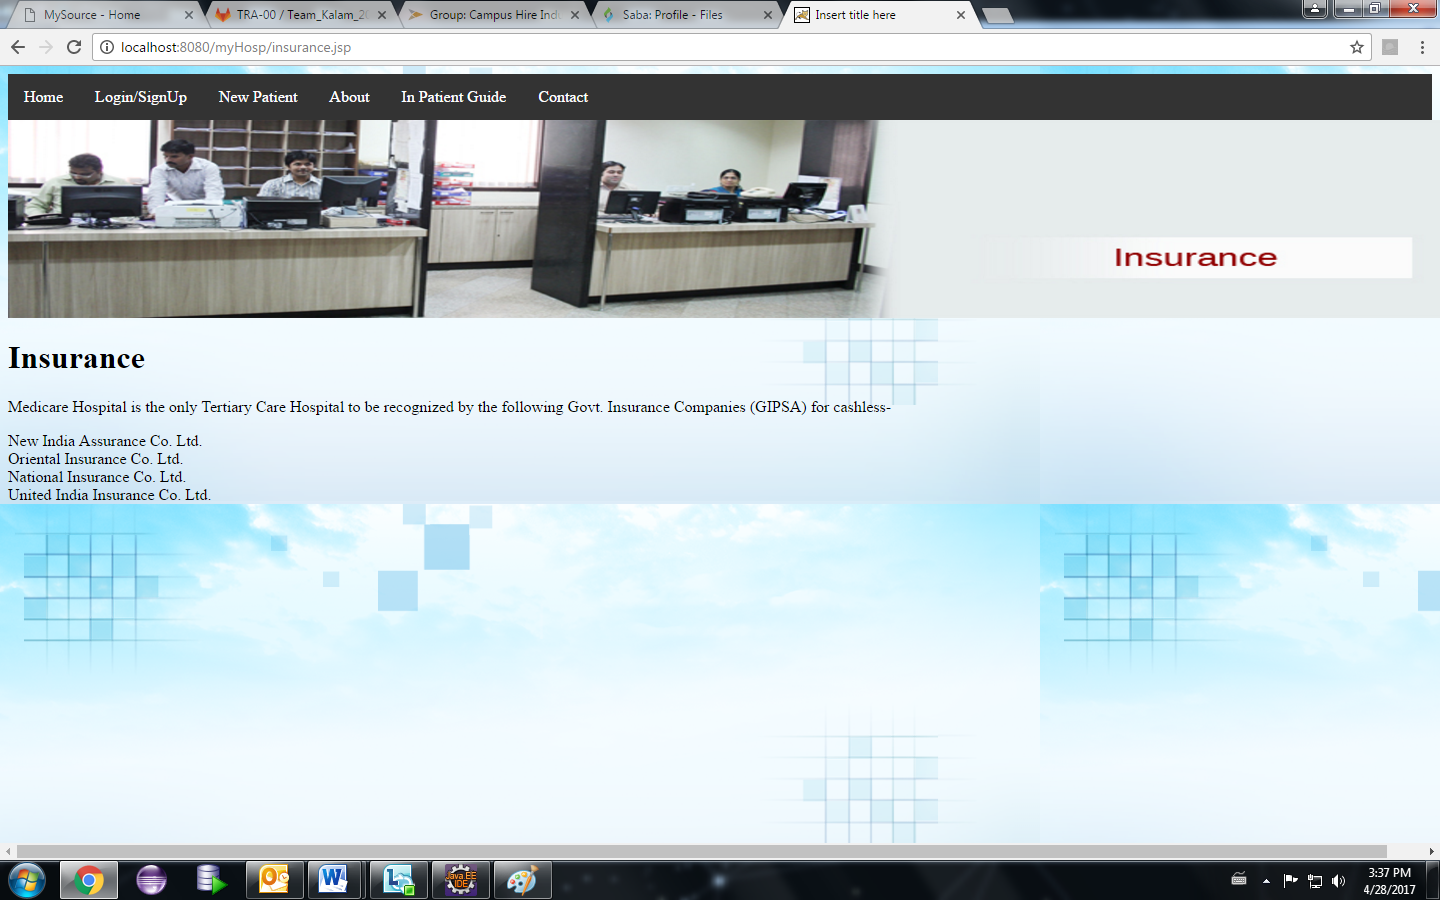 MySource - Home
TRA-00 / Team_Kalam_20
Group: Campus Hire Indu
Saba: Profile - Files
Insert title here
localhost:8080/myHosp/insurance.jsp
Home Login/SignUp New Patient About In Patient Guide Contact
Insurance
Insurance
Medicare Hospital is the only Tertiary Care Hospital to be recognized by the following Govt. Insurance Companies (GIPSA) for cashless-
New India Assurance Co. Ltd.
Oriental Insurance Co. Ltd.
National Insurance Co. Ltd.
United India Insurance Co. Ltd.
Java EE
IDE
3:37 PM
4/28/2017